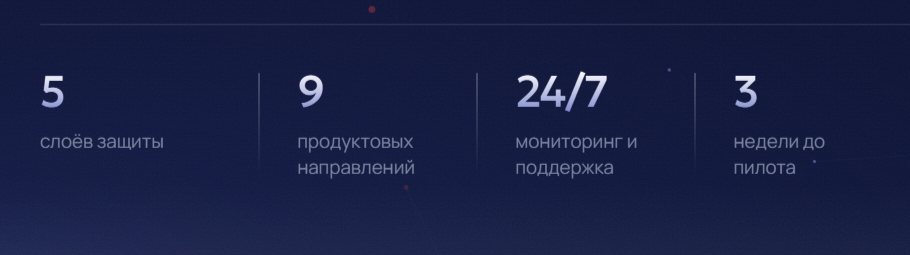 5
слоёв защиты
9
продуктовых
направлений
24/7
мониторинг и
поддержка
3
недели до
пилота